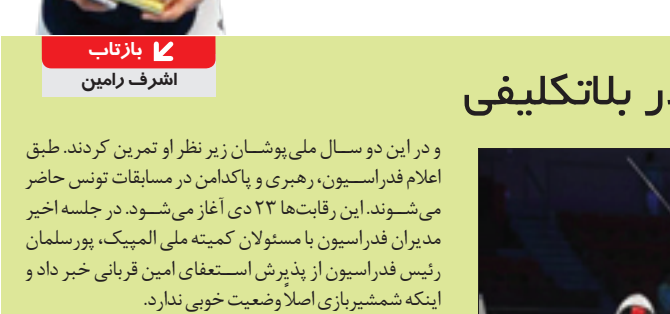 بازتاب
اشرف رامین
در بلاتکلیفی
و در این دو سال ملی‌پوشان زیر نظر او تمرین کردند. طبق
اعلام فدراسیون، رهبری و پاکدامن در مسابقات تونس حاضر
می‌شوند. این رقابت‌ها ۲۳ دی آغاز می‌شود. در جلسه اخیر
مدیران فدراسیون با مسئولان کمیته ملی المپیک، پورسلمان
رئیس فدراسیون از پذیرش استعفای امین قربانی خبر داد و
اینکه شمشیربازی اصلاً وضعیت خوبی ندارد.